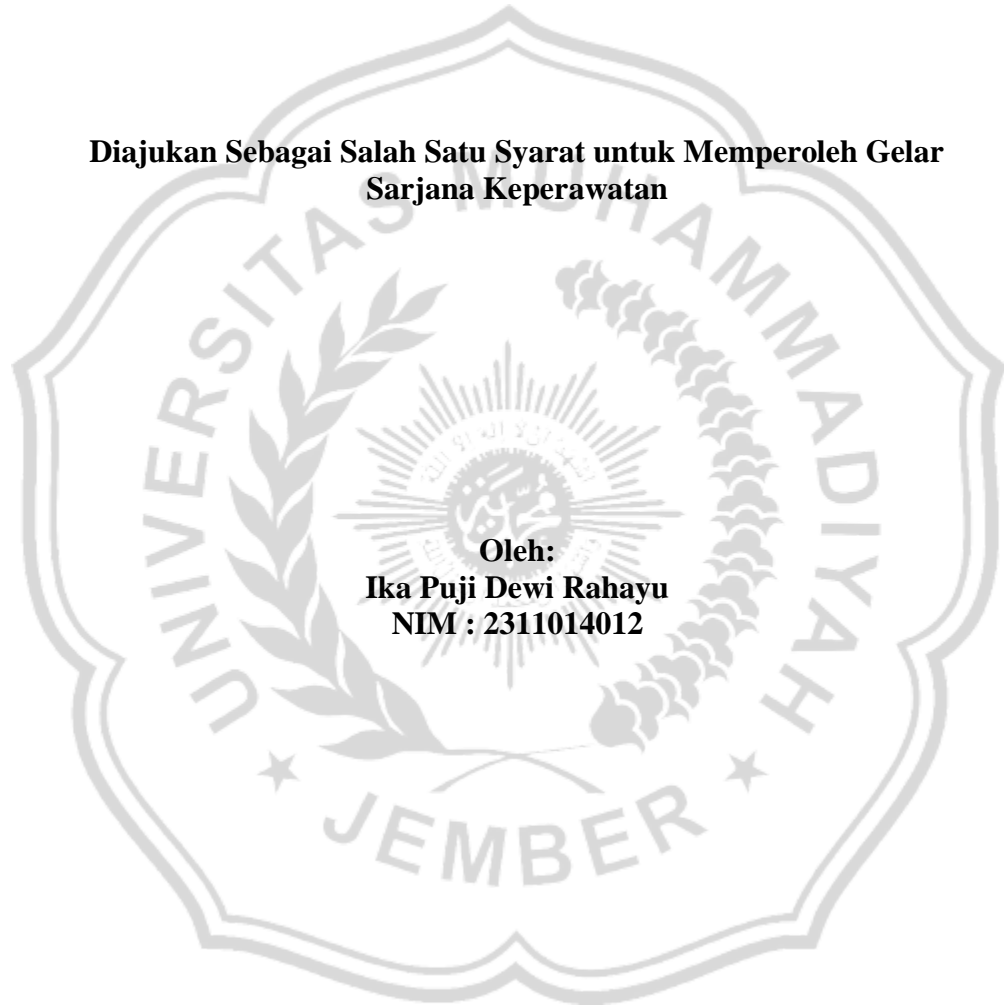 Diajukan Sebagai Salah Satu Syarat untuk Memperoleh Gelar
Sarjana Keperawatan
UNIVERSITAS MUHAMMADIYAH
Oleh:
Ika Puji Dewi Rahayu
NIM : 2311014012
JEMBER